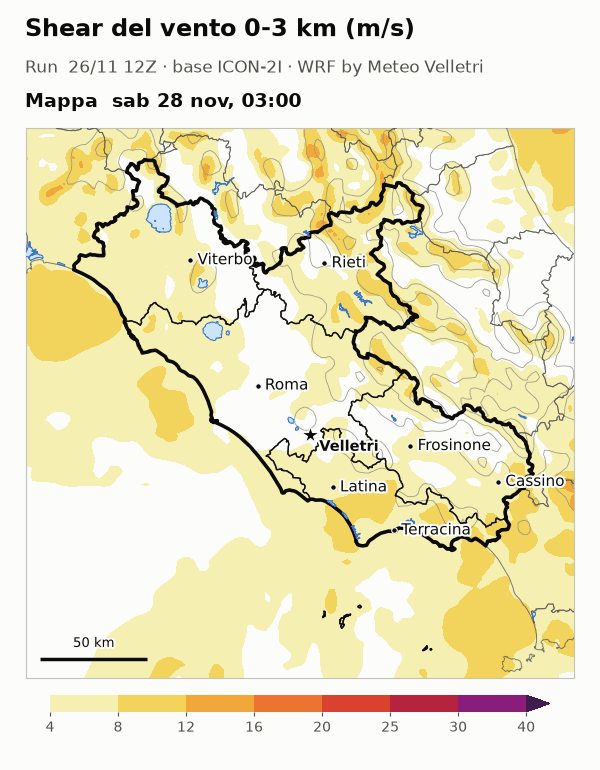 Shear del vento 0-3 km (m/s)
Run  26/11 12Z · base ICON-2I · WRF by Meteo Velletri
Mappa  sab 28 nov, 03:00
Viterbo
Rieti
Roma
Velletri
Frosinone
Latina
Cassino
Terracina
50 km
4 8 12 16 20 25 30 40